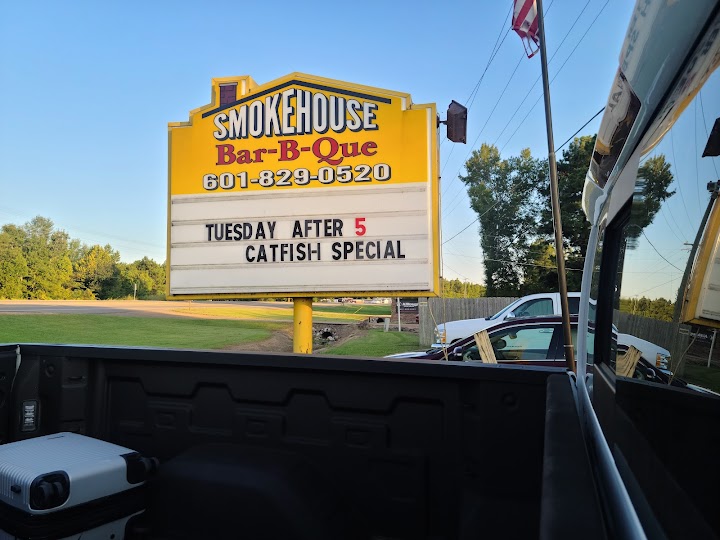 SMOKEHOUSE
Bar-B-Que
601-829-0520
TUESDAY AFTER 5
CATFISH SPECIAL